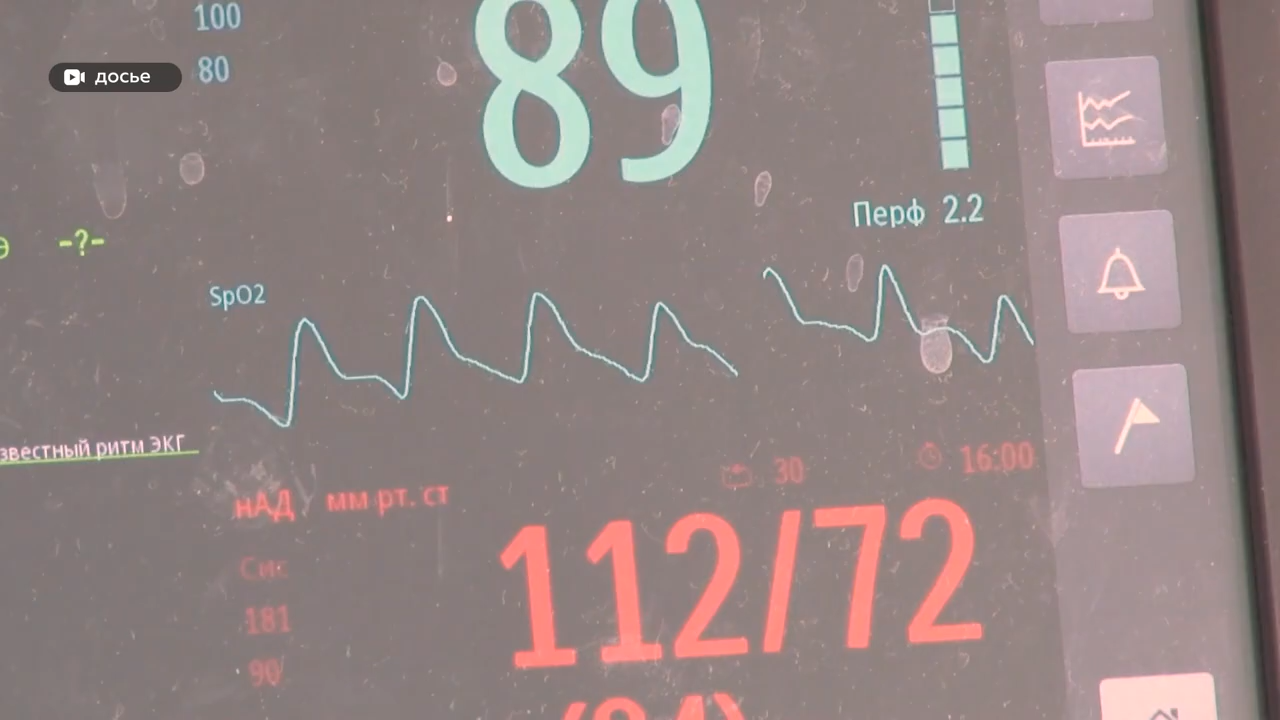 100
80
досье
89
Перф 2.2
Э -?-
SpO2
звестный ритм ЭКГ
30
16:00
нАД мм рт. ст
112/72
Сис
181
90